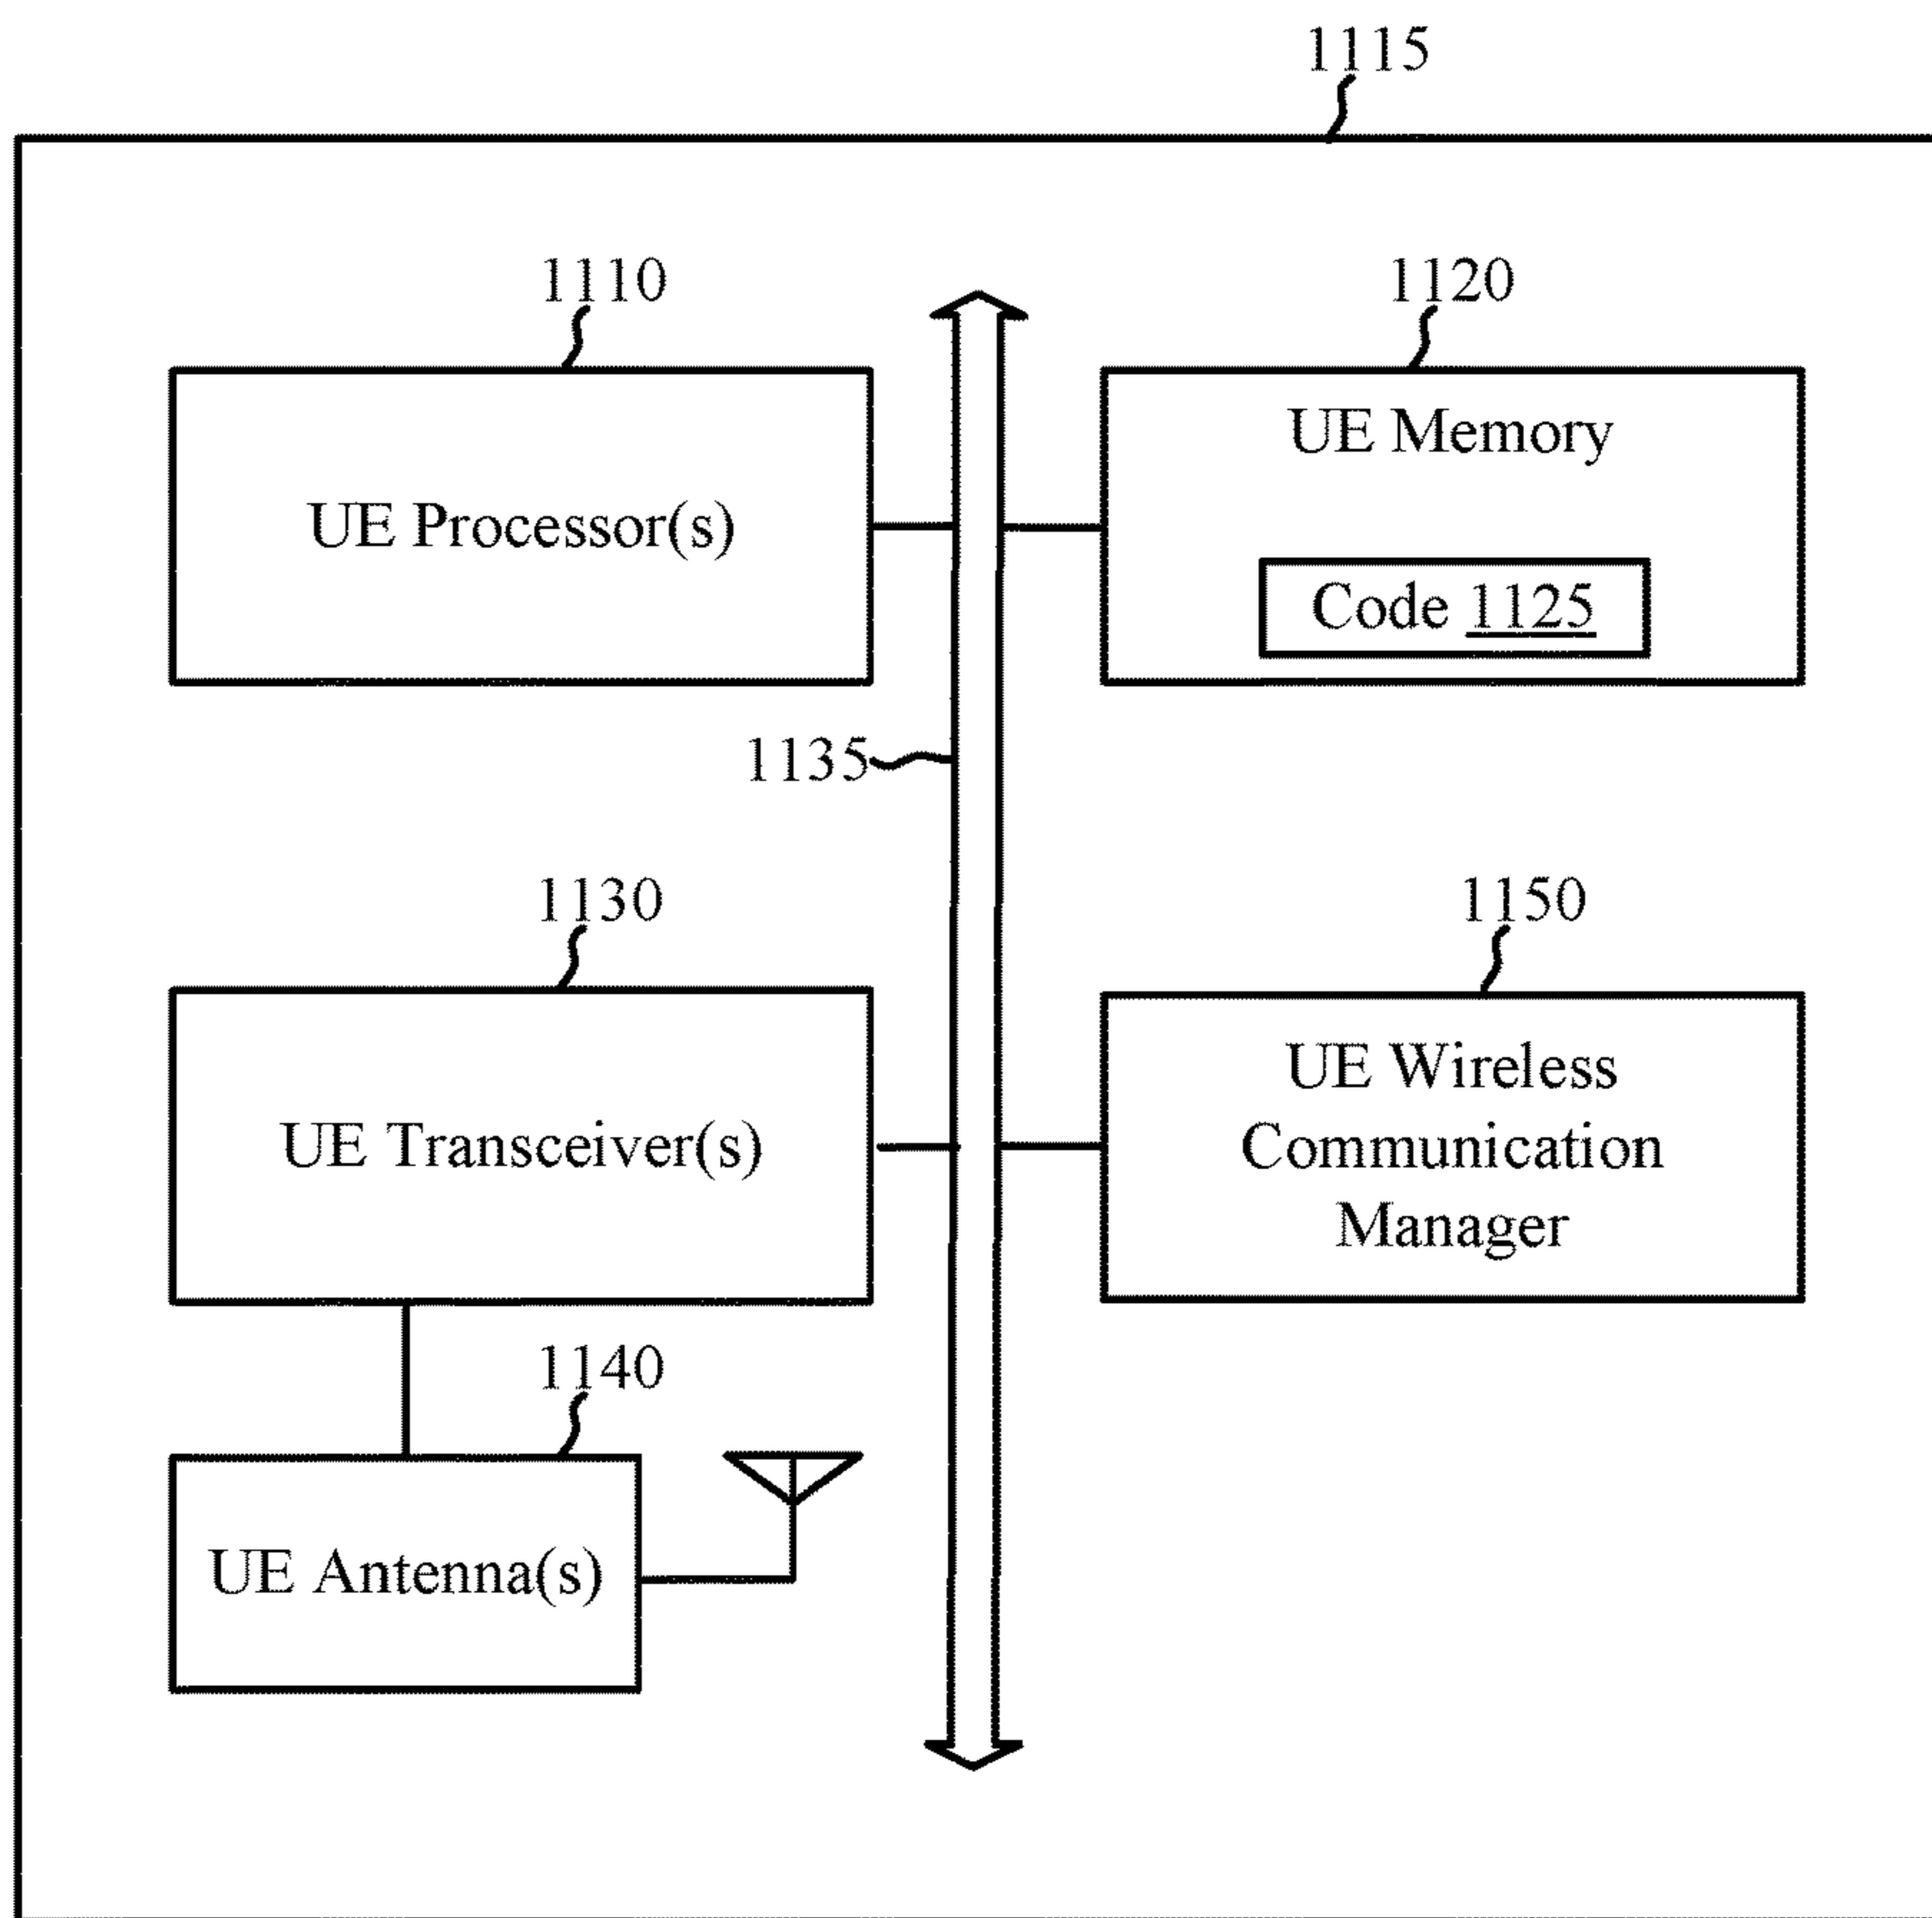 1115
1110
1120
UE Processor(s)
UE Memory
Code 1125
1135
1130
1150
UE Transceiver(s)
UE Wireless
Communication
Manager
1140
UE Antenna(s)